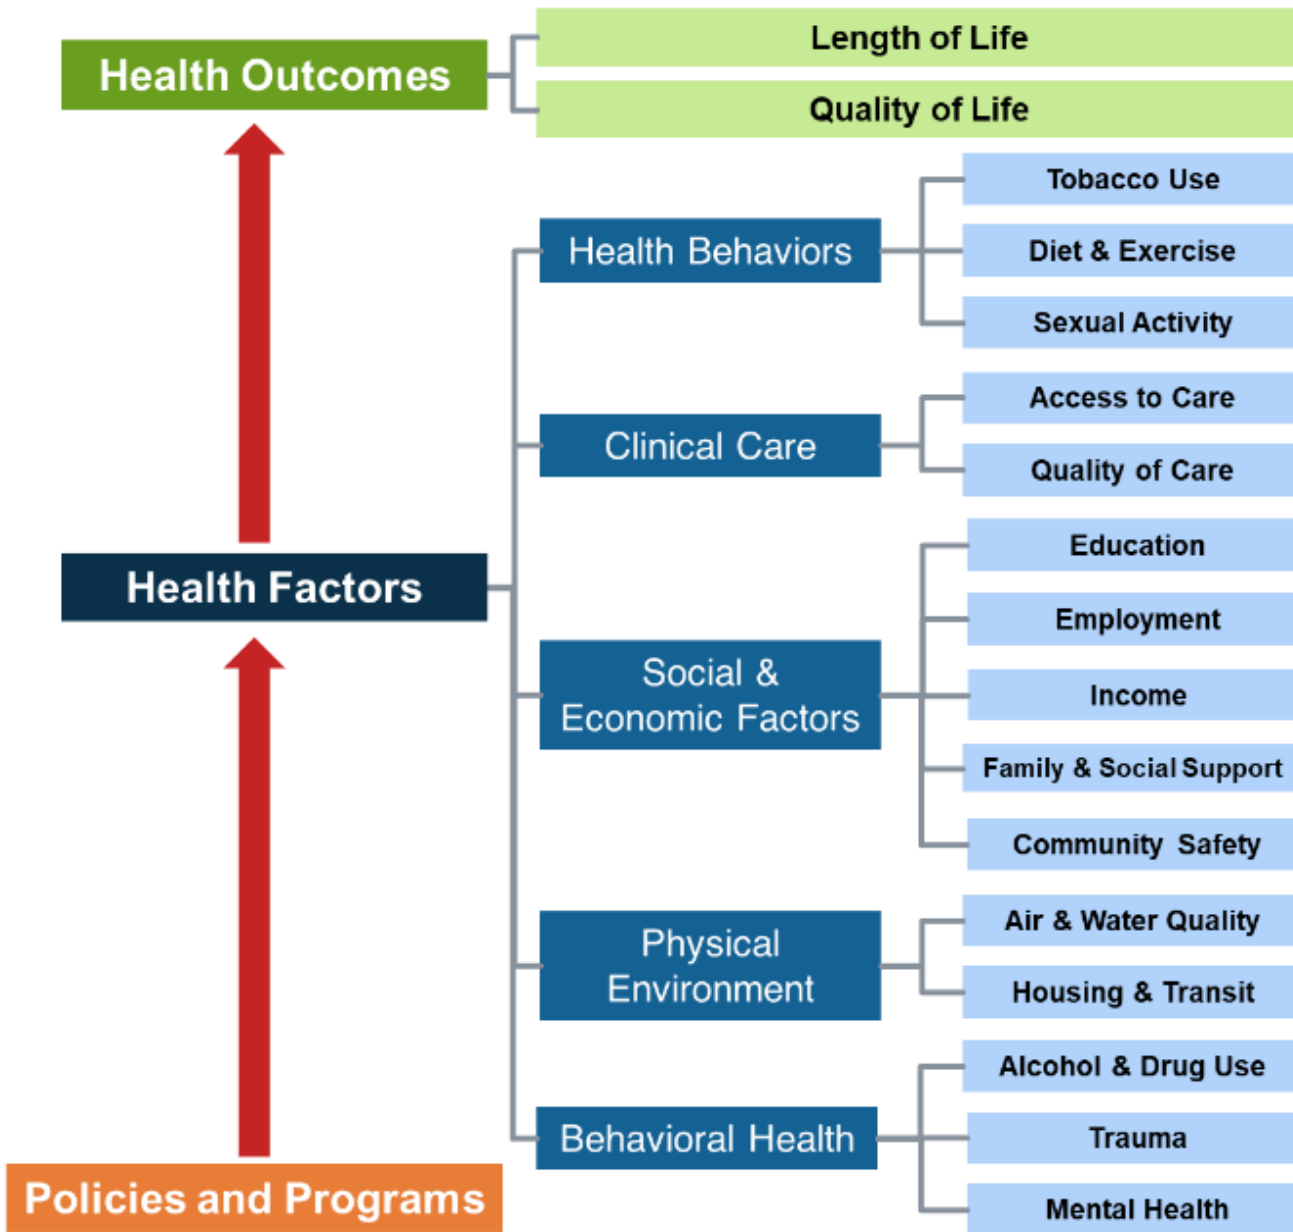 Health Outcomes
Length of Life
Quality of Life
Health Factors
Health Behaviors
Tobacco Use
Diet & Exercise
Sexual Activity
Clinical Care
Access to Care
Quality of Care
Social &
Economic Factors
Education
Employment
Income
Family & Social Support
Community Safety
Physical
Environment
Air & Water Quality
Housing & Transit
Behavioral Health
Alcohol & Drug Use
Trauma
Mental Health
Policies and Programs